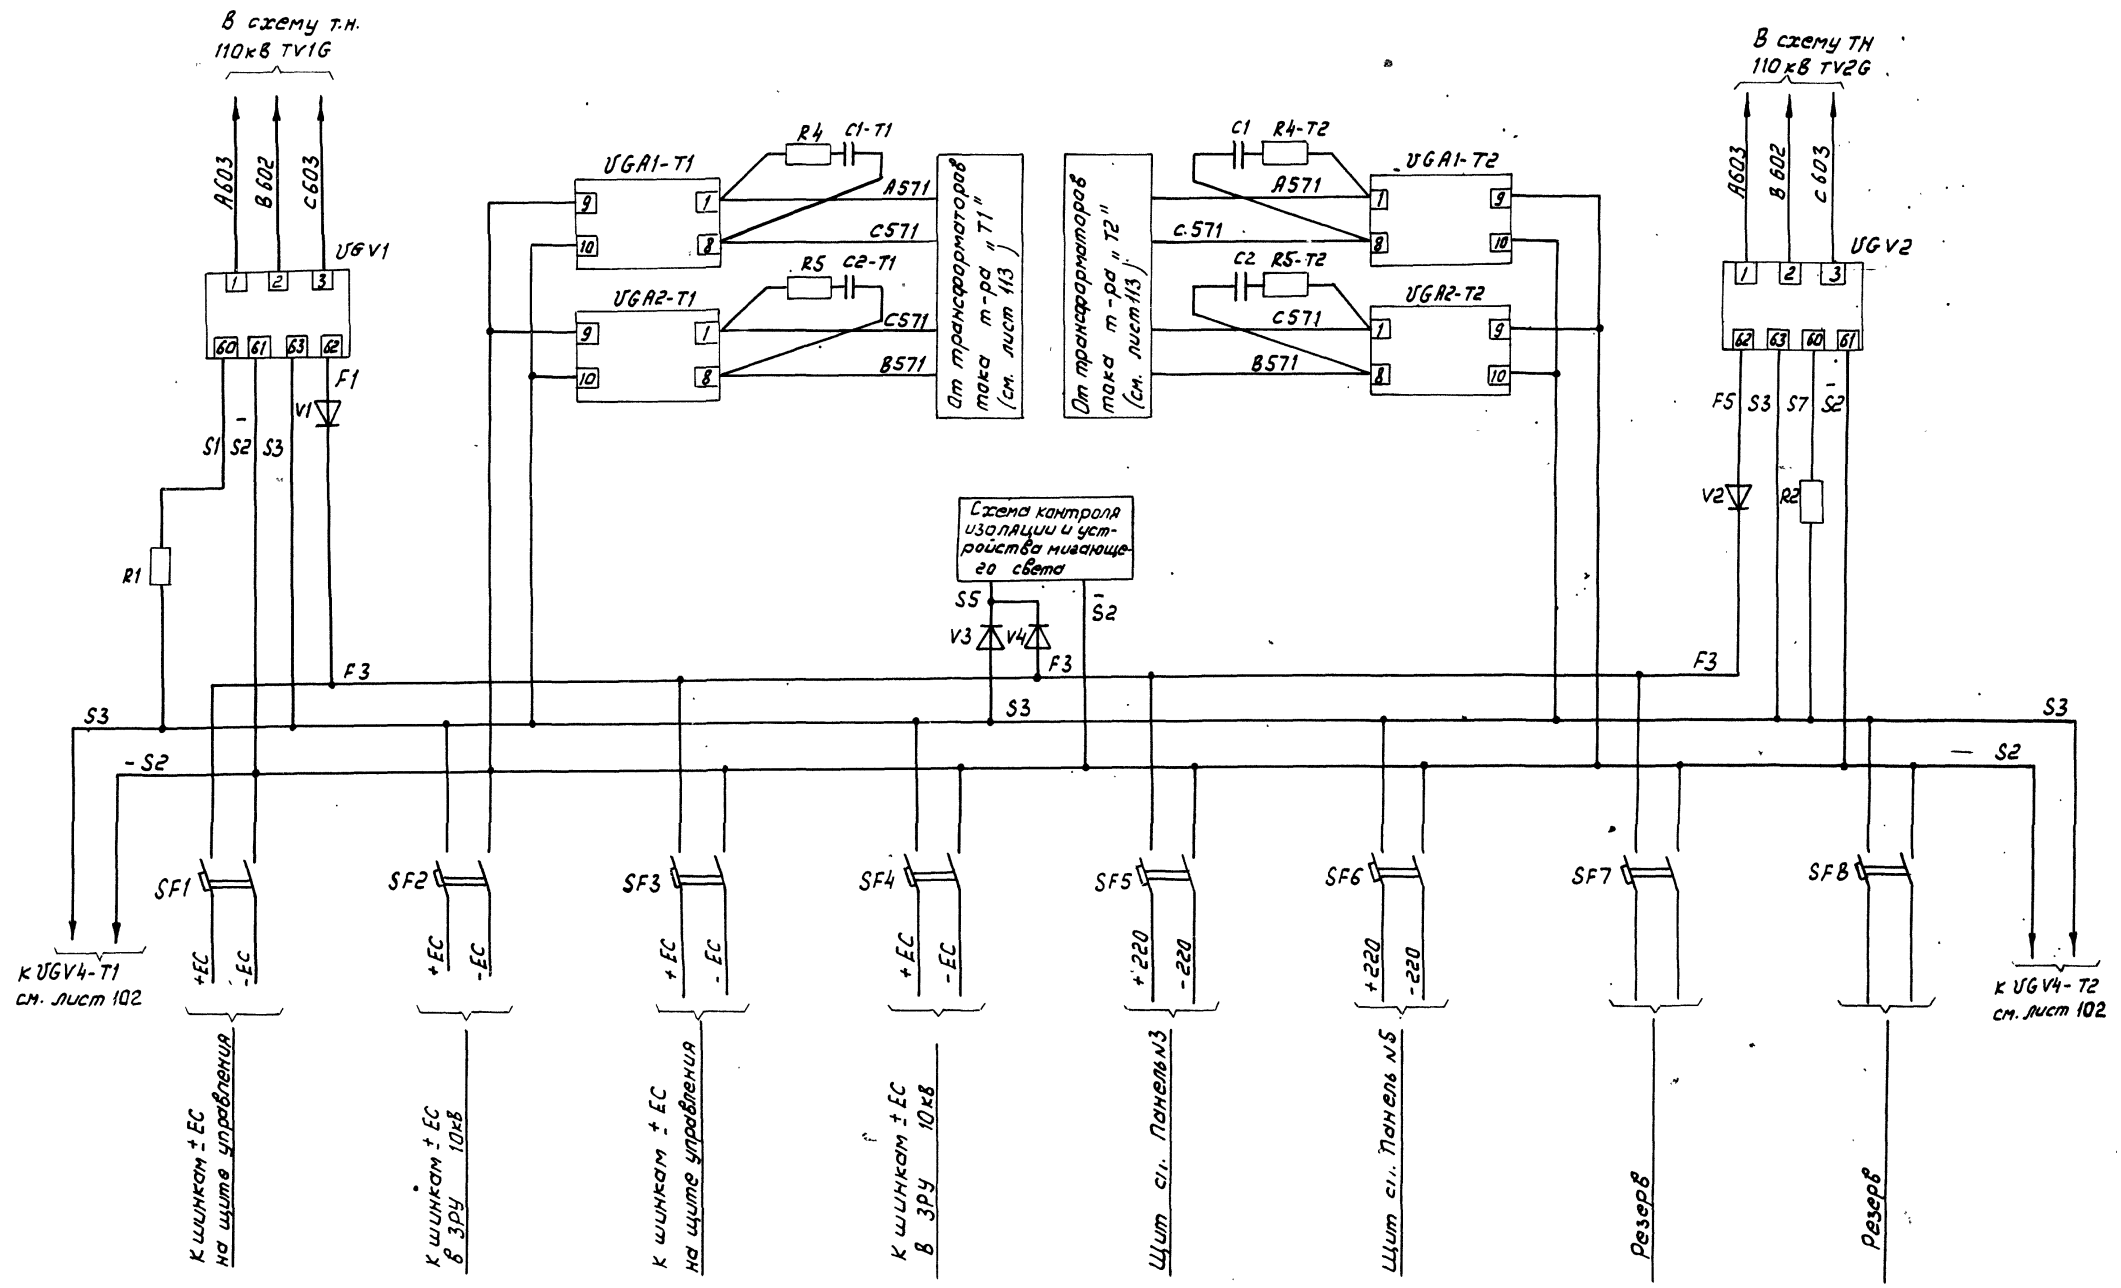 В схему т.н.
110кВ TV1G
A603
B602
C603
UGV1
1 2 3
60 61 63 62
S1
S2
S3
F1
V1
R1
UGA1-T1
9
10
1
8
R4
C1-T1
A571
C571
UGA2-T1
9
10
1
8
R5
C2-T1
C571
B571
От трансформаторов
тока т-ра „T1"
(см. лист 113)
От трансформаторов
тока т-ра „T2"
(см. лист 113)
C1
R4-T2
A571
C.571
UGA1-T2
1
8
9
10
C2
R5-T2
C571
B571
UGA2-T2
1
8
9
10
В схему ТН
110кВ TV2G
A603
B602
C603
UGV2
1 2 3
62 63 60 61
F5
S3
S7
S2
V2
R2
Схема контроля
изоляции и уст-
ройства мигающе-
го света
S5
S2
V3
V4
F3
F3
F3
S3
S3
S3
- S2
— S2
SF1
SF2
SF3
SF4
SF5
SF6
SF7
SF8
+EC
-EC
+EC
-EC
+EC
-EC
+EC
-EC
+220
-220
+220
-220
К UGV4-T1
см. лист 102
К UGV4-T2
см. лист 102
К шинкам ± EC
на щите управления
К шинкам ± EC
в ЗРУ 10кВ
К шинкам ± EC
на щите управления
К шинкам ± EC
В ЗРУ 10кВ
Щит с.н. Панель N3
Щит с.н. Панель N5
Резерв
Резерв